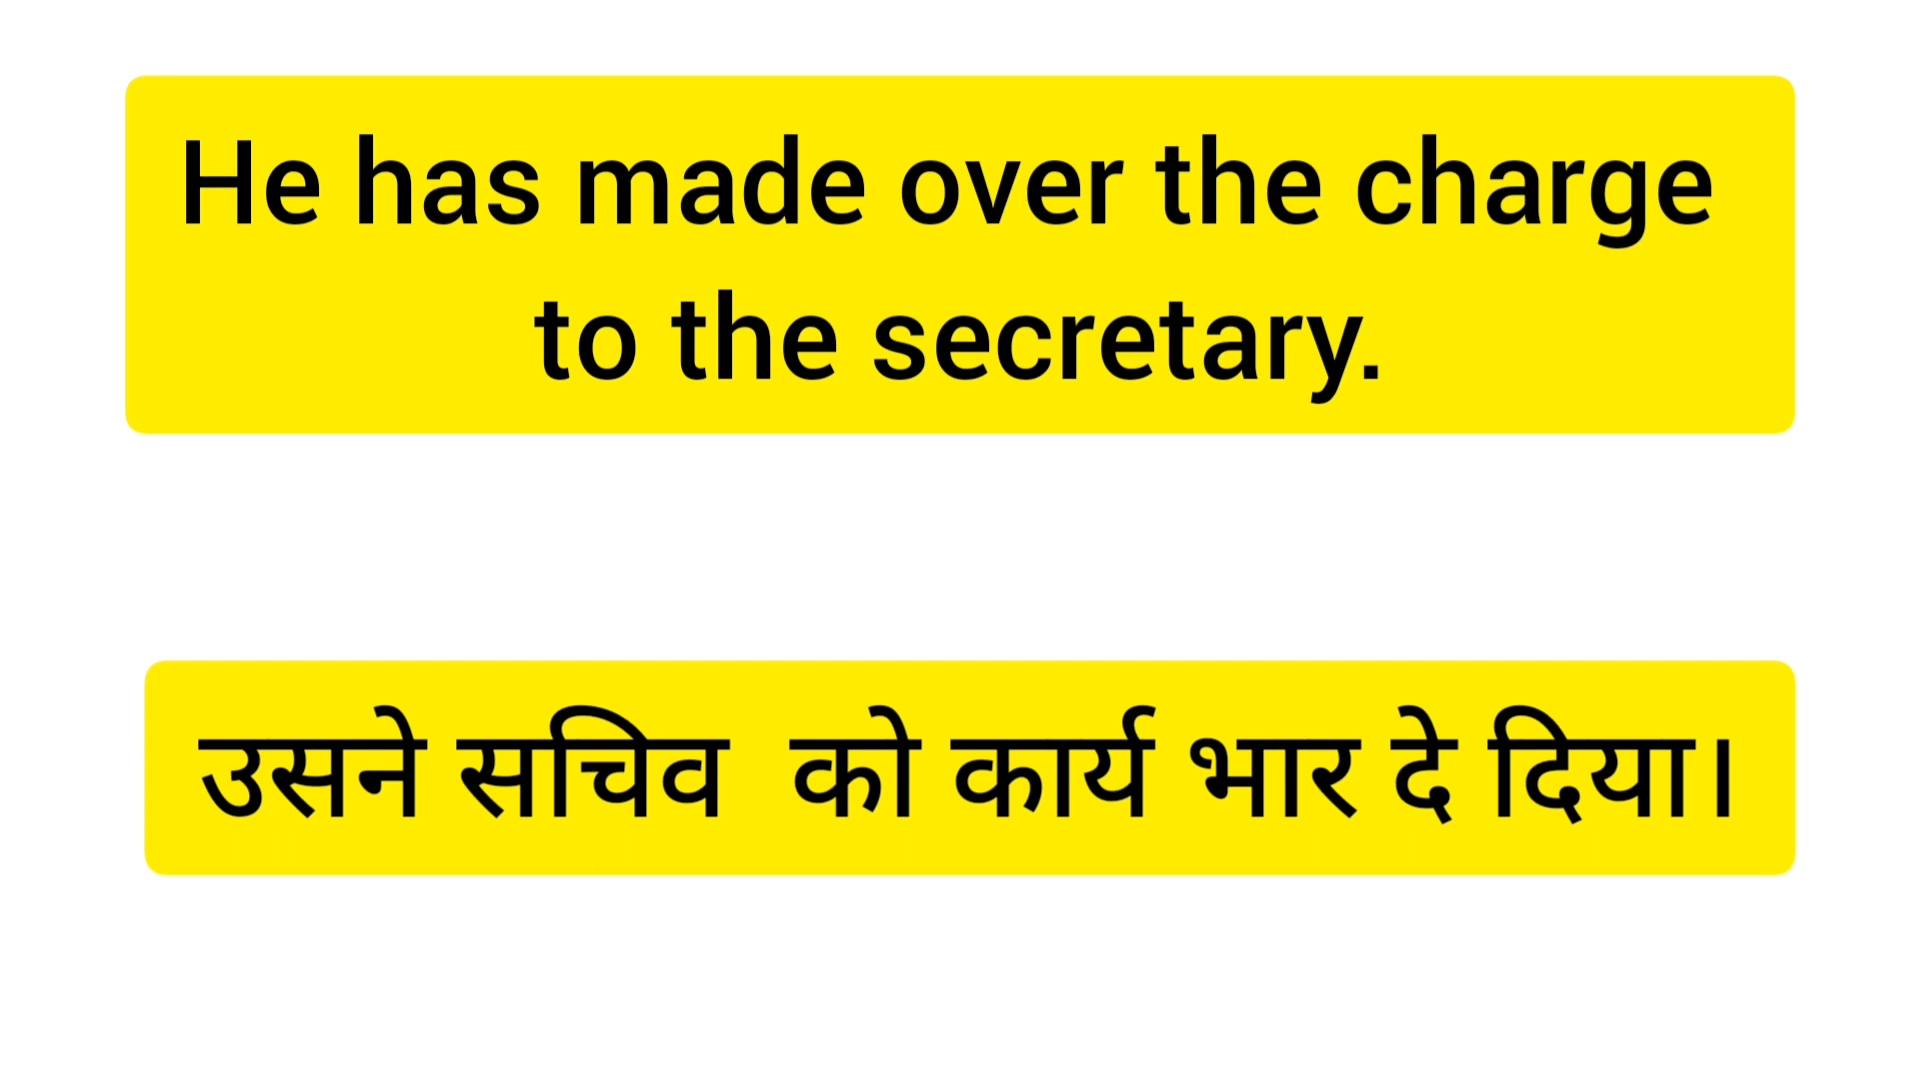 He has made over the charge
to the secretary.
उसने सचिव  को कार्य भार दे दिया।